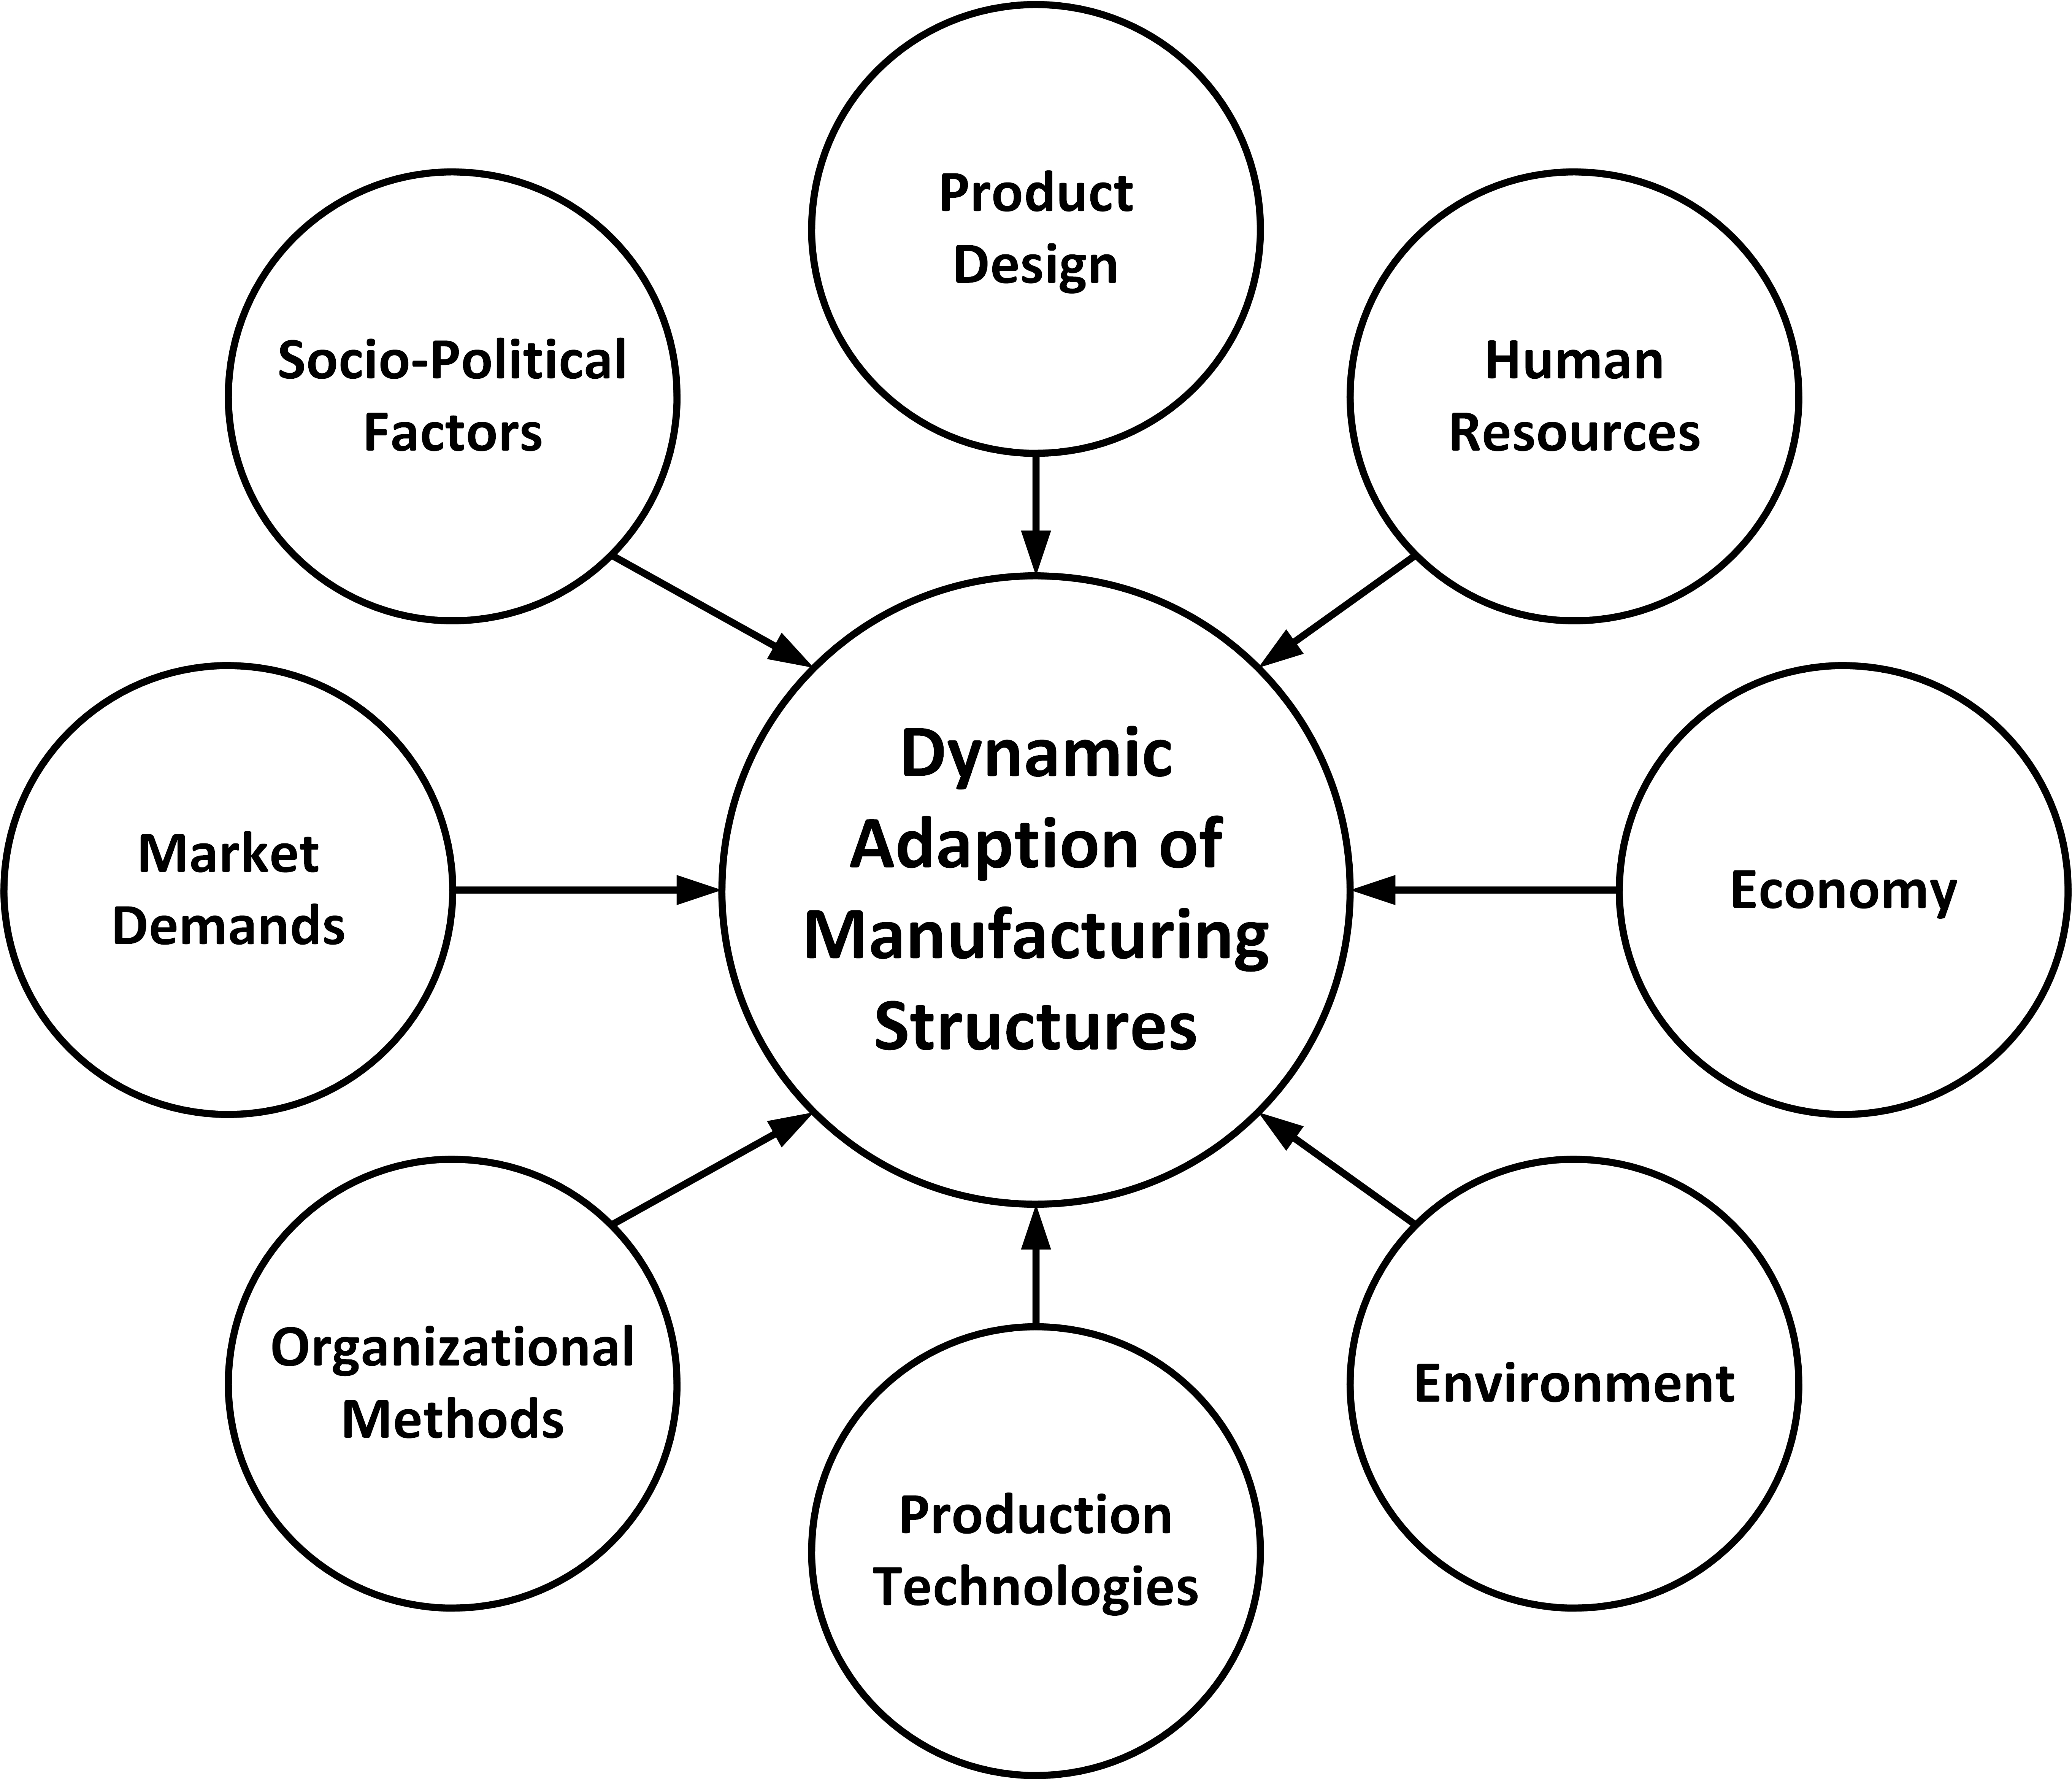 Product
Design
Socio-Political
Factors
Human
Resources
Dynamic
Adaption of
Manufacturing
Structures
Market
Demands
Economy
Organizational
Methods
Environment
Production
Technologies